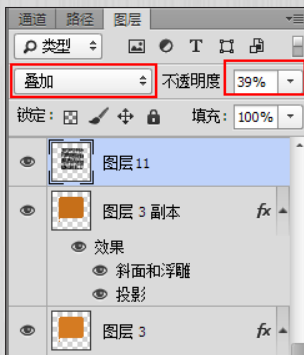 通道 路径 图层
类型 T
叠加 不透明度 39%
锁定: 填充: 100%
图层11
图层 3 副本 fx
效果
斜面和浮雕
投影
图层 3 fx